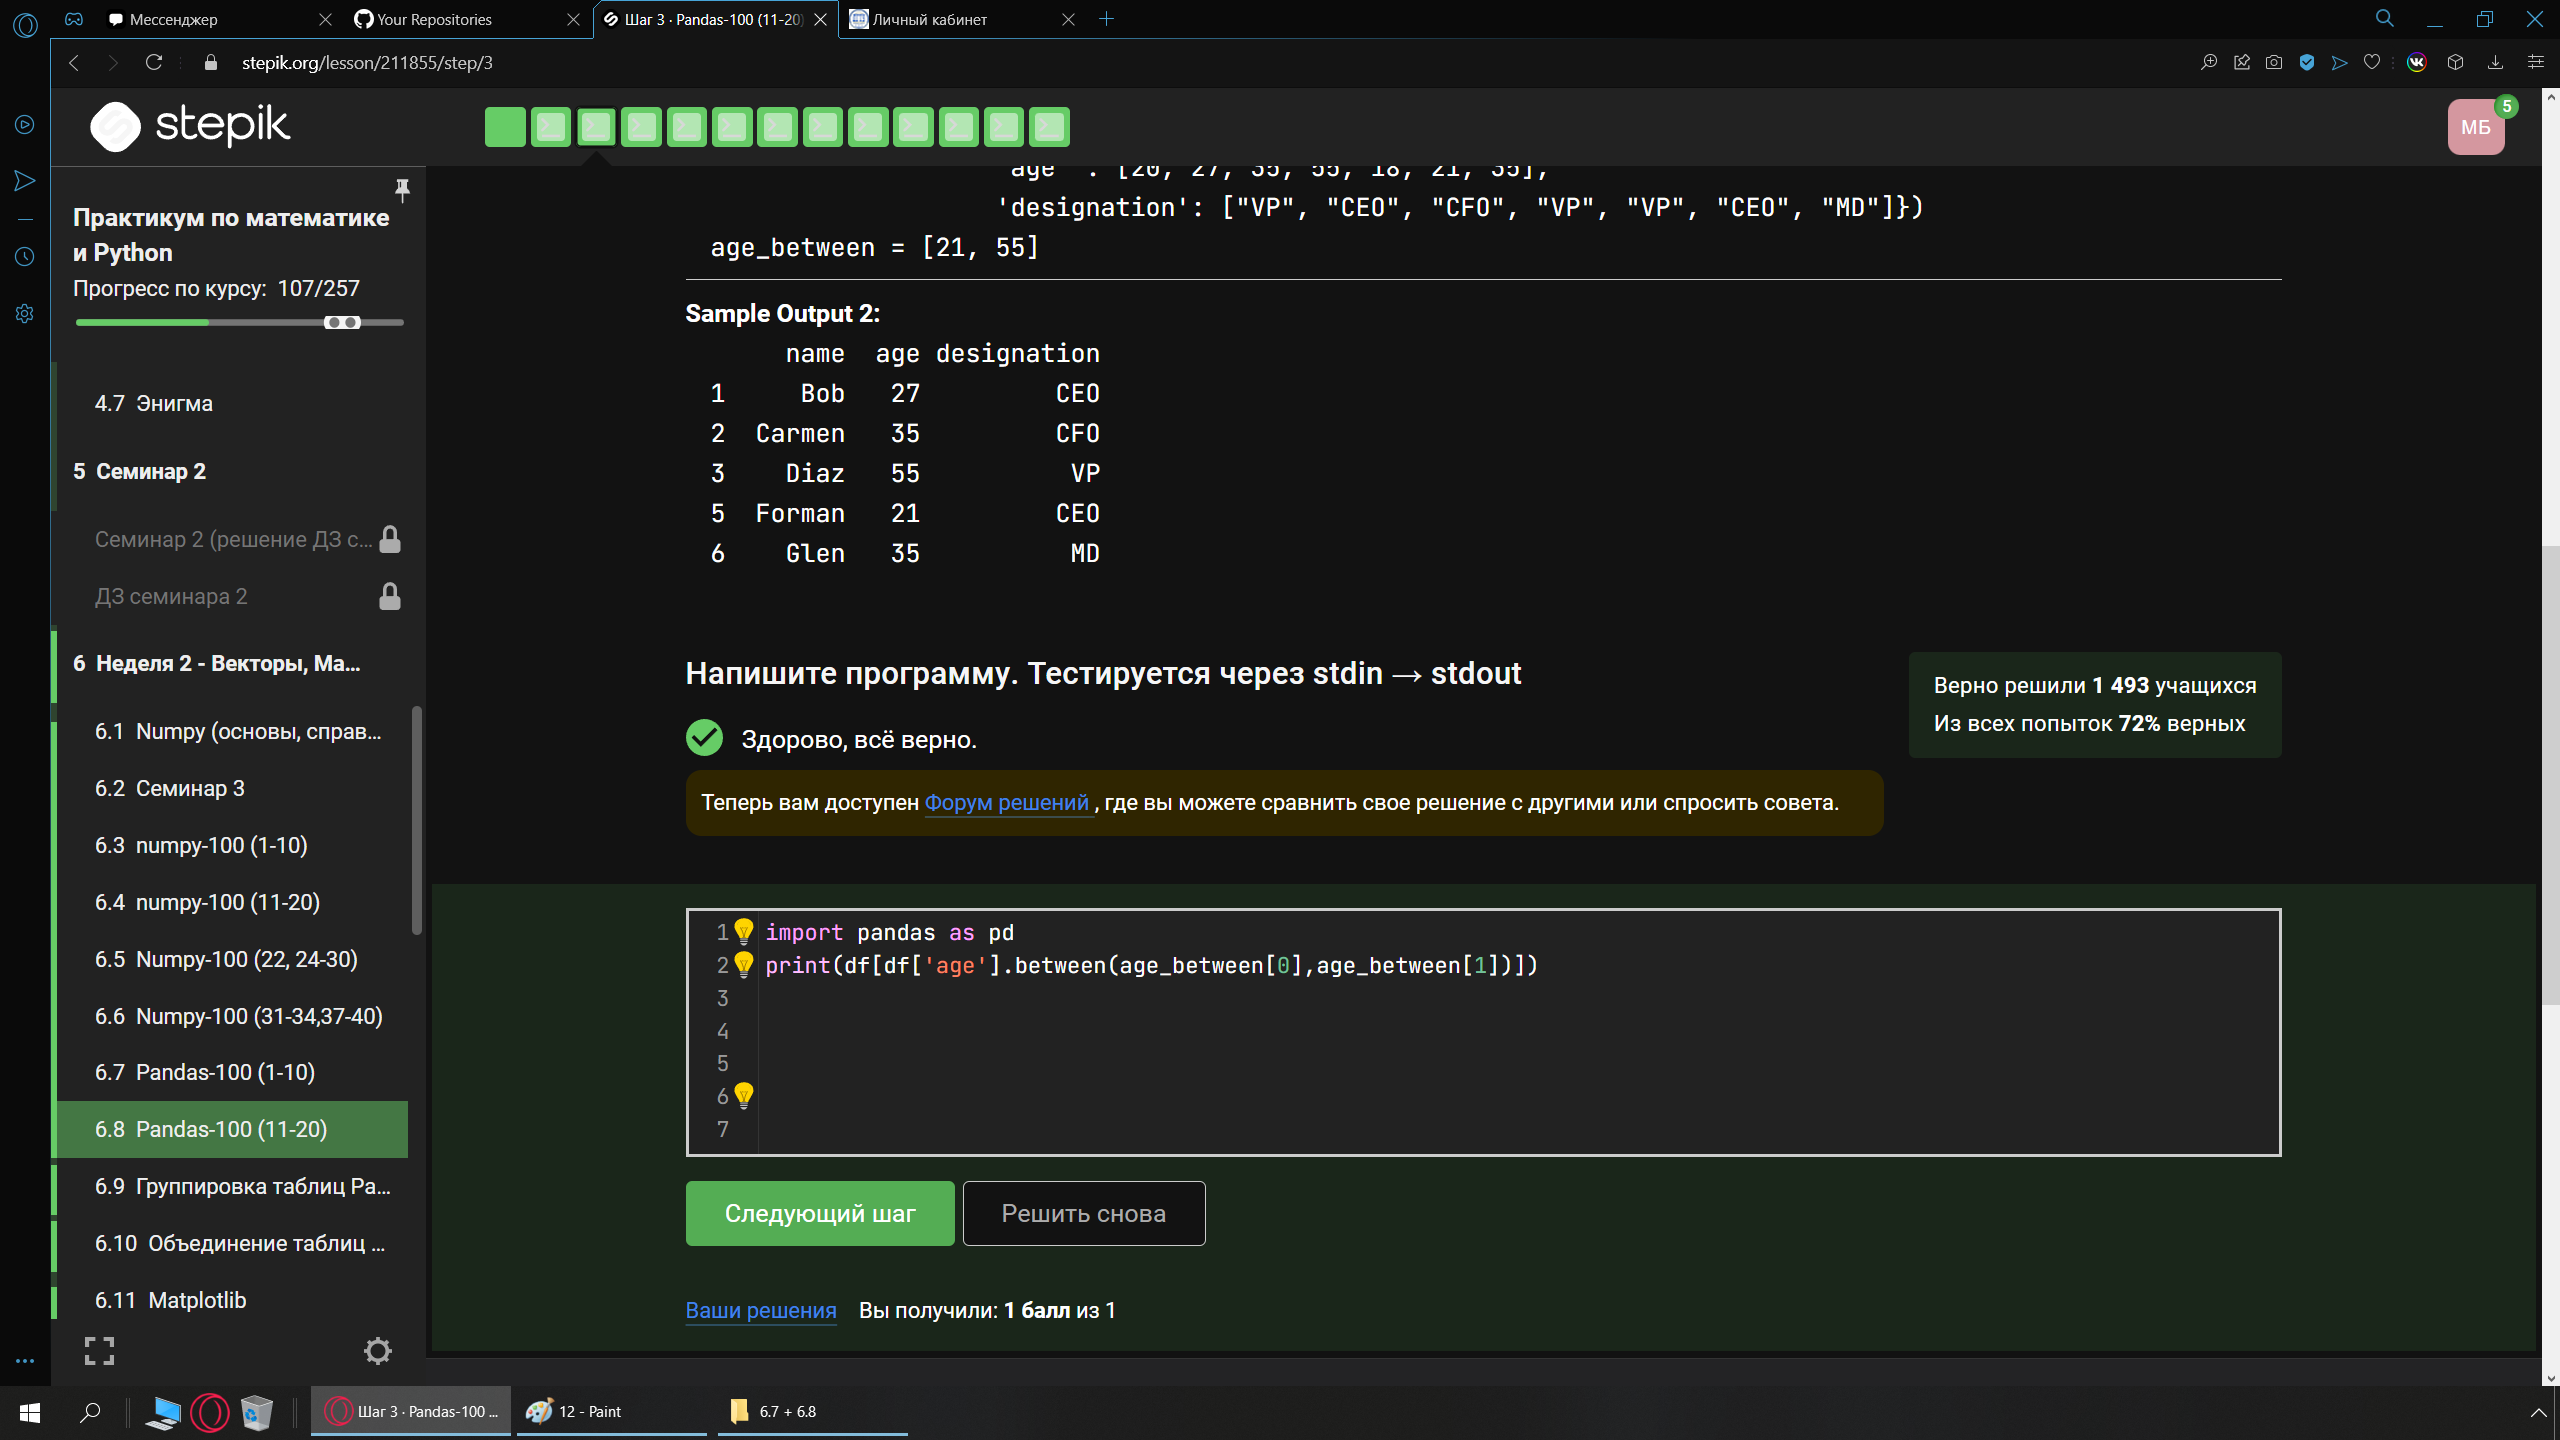 Мессенджер
Your Repositories
Шаг 3 · Pandas-100 (11-20)
Личный кабинет
stepik.org/lesson/211855/step/3
stepik
МБ
5
Практикум по математике
и Python
Прогресс по курсу: 107/257
4.7 Энигма
5 Семинар 2
Семинар 2 (решение ДЗ с...
ДЗ семинара 2
6 Неделя 2 - Векторы, Ма...
6.1 Numpy (основы, справ...
6.2 Семинар 3
6.3 numpy-100 (1-10)
6.4 numpy-100 (11-20)
6.5 Numpy-100 (22, 24-30)
6.6 Numpy-100 (31-34,37-40)
6.7 Pandas-100 (1-10)
6.8 Pandas-100 (11-20)
6.9 Группировка таблиц Pa...
6.10 Объединение таблиц ...
6.11 Matplotlib
age : [20, 27, 35, 55, 18, 21, 35],
'designation': ["VP", "CEO", "CFO", "VP", "VP", "CEO", "MD"]})
age_between = [21, 55]
Sample Output 2:
name age designation
1 Bob 27 CEO
2 Carmen 35 CFO
3 Diaz 55 VP
5 Forman 21 CEO
6 Glen 35 MD
Напишите программу. Тестируется через stdin → stdout
Верно решили 1 493 учащихся
Из всех попыток 72% верных
Здорово, всё верно.
Теперь вам доступен Форум решений , где вы можете сравнить свое решение с другими или спросить совета.
1 import pandas as pd
2 print(df[df['age'].between(age_between[0],age_between[1])])
3
4
5
6
7
Следующий шаг
Решить снова
Ваши решения Вы получили: 1 балл из 1
Шаг 3 · Pandas-100 ...
12 - Paint
6.7 + 6.8